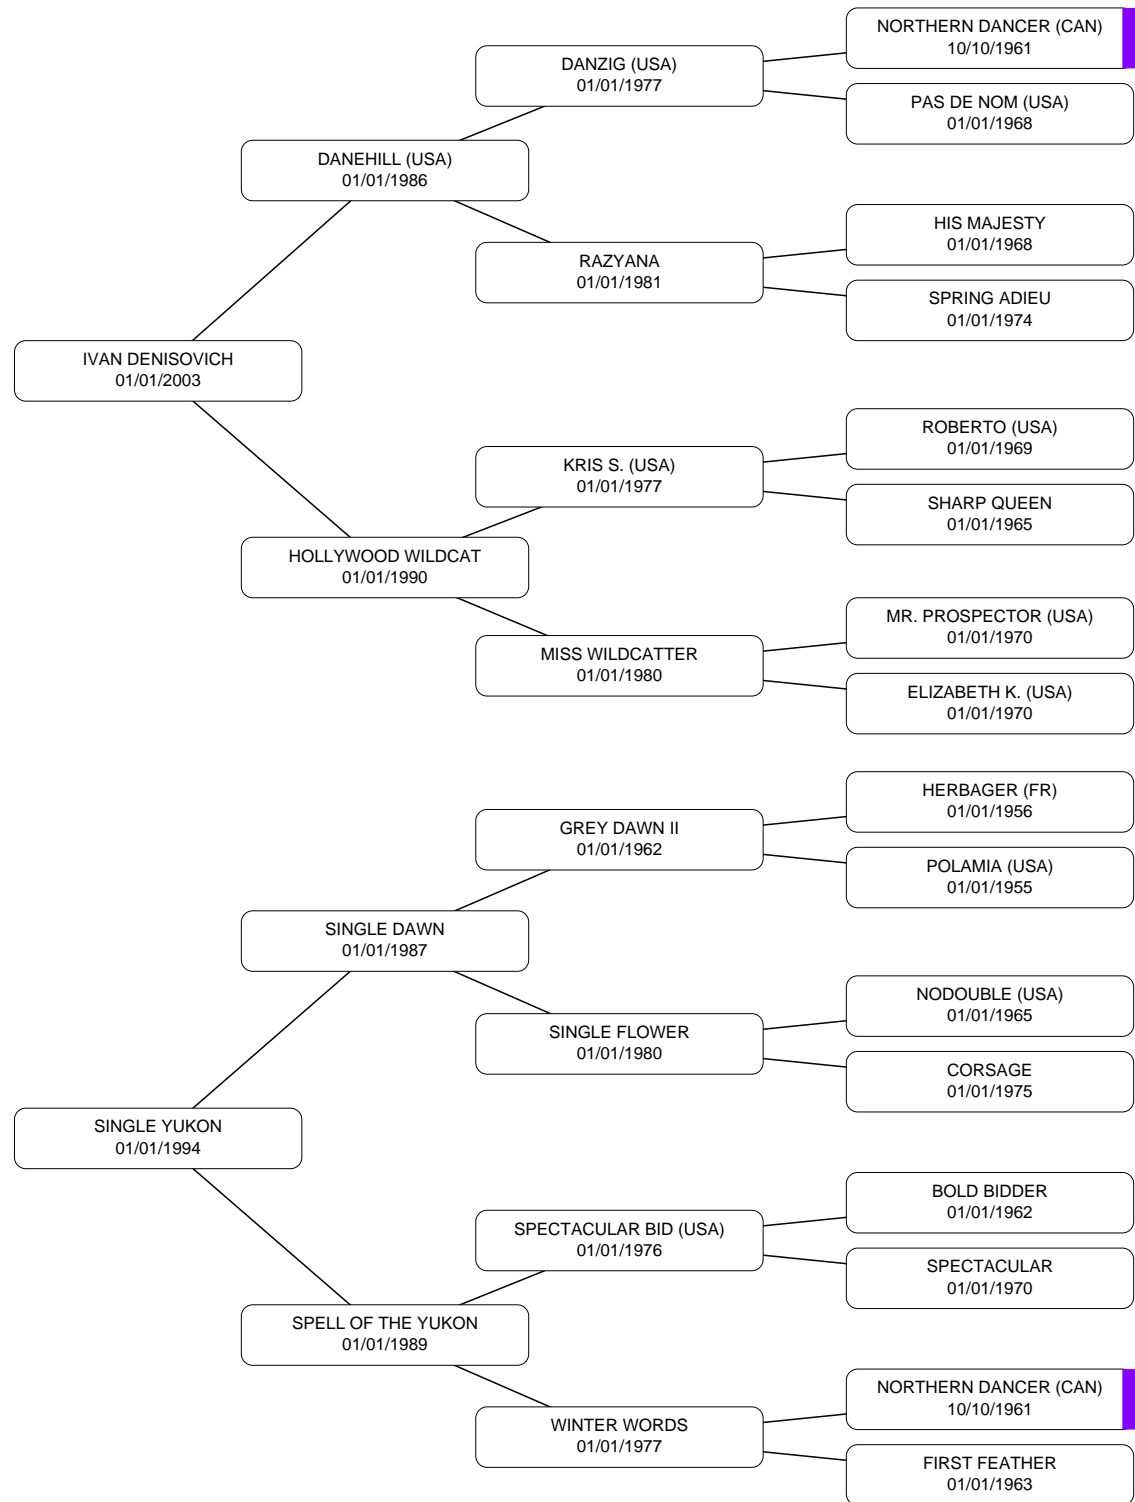 NORTHERN DANCER (CAN)
10/10/1961
DANZIG (USA)
01/01/1977
PAS DE NOM (USA)
01/01/1968
DANEHILL (USA)
01/01/1986
HIS MAJESTY
01/01/1968
RAZYANA
01/01/1981
SPRING ADIEU
01/01/1974
IVAN DENISOVICH
01/01/2003
ROBERTO (USA)
01/01/1969
KRIS S. (USA)
01/01/1977
SHARP QUEEN
01/01/1965
HOLLYWOOD WILDCAT
01/01/1990
MR. PROSPECTOR (USA)
01/01/1970
MISS WILDCATTER
01/01/1980
ELIZABETH K. (USA)
01/01/1970
HERBAGER (FR)
01/01/1956
GREY DAWN II
01/01/1962
POLAMIA (USA)
01/01/1955
SINGLE DAWN
01/01/1987
NODOUBLE (USA)
01/01/1965
SINGLE FLOWER
01/01/1980
CORSAGE
01/01/1975
SINGLE YUKON
01/01/1994
BOLD BIDDER
01/01/1962
SPECTACULAR BID (USA)
01/01/1976
SPECTACULAR
01/01/1970
SPELL OF THE YUKON
01/01/1989
NORTHERN DANCER (CAN)
10/10/1961
WINTER WORDS
01/01/1977
FIRST FEATHER
01/01/1963